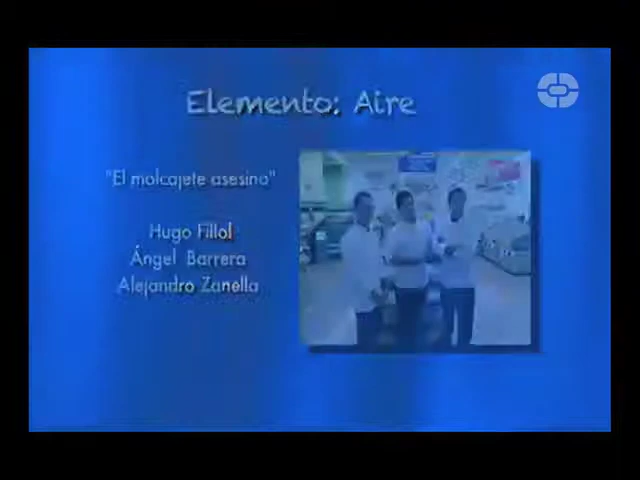 Elemento: Aire
"El molcajete asesino"
Hugo Fillol
Ángel Barrera
Alejandro Zanella